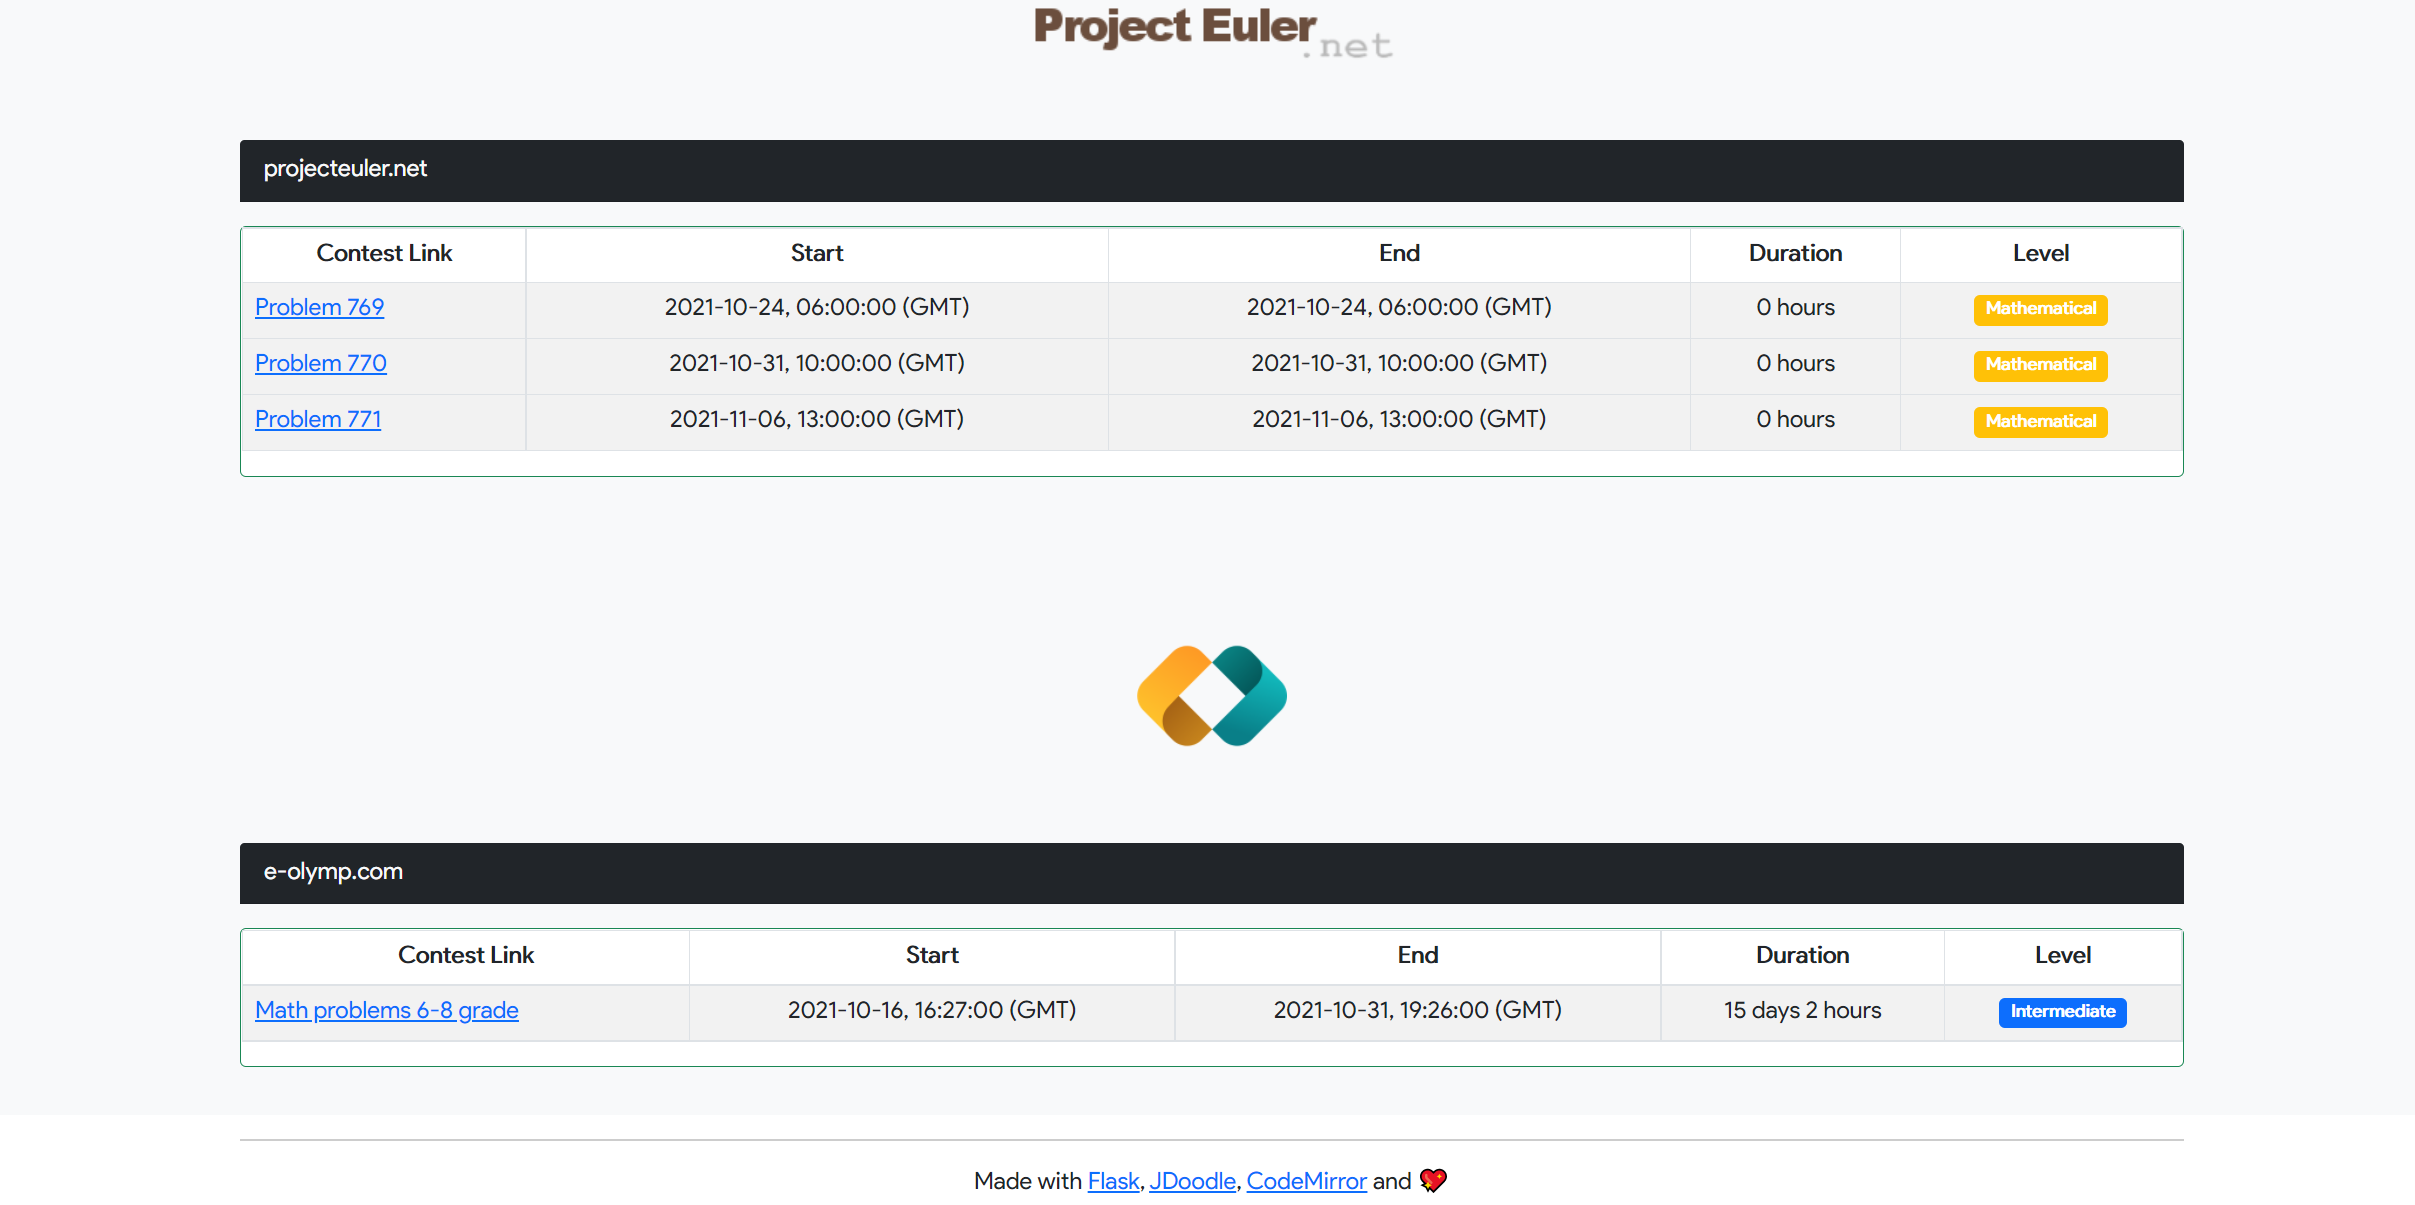 Project Euler
.net
projecteuler.net
Contest Link Start End Duration Level
Problem 769 2021-10-24, 06:00:00 (GMT) 2021-10-24, 06:00:00 (GMT) 0 hours Mathematical
Problem 770 2021-10-31, 10:00:00 (GMT) 2021-10-31, 10:00:00 (GMT) 0 hours Mathematical
Problem 771 2021-11-06, 13:00:00 (GMT) 2021-11-06, 13:00:00 (GMT) 0 hours Mathematical
e-olymp.com
Contest Link Start End Duration Level
Math problems 6-8 grade 2021-10-16, 16:27:00 (GMT) 2021-10-31, 19:26:00 (GMT) 15 days 2 hours Intermediate
Made with Flask, JDoodle, CodeMirror and 💖